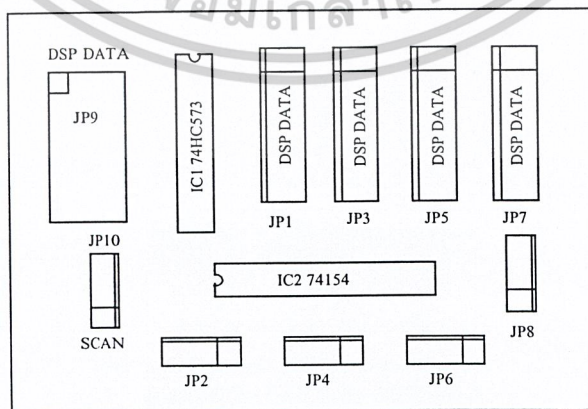 DSP DATA
JP9
IC1 74HC573
DSP DATA
DSP DATA
DSP DATA
DSP DATA
JP1
JP3
JP5
JP7
JP10
SCAN
IC2 74154
JP8
JP2
JP4
JP6